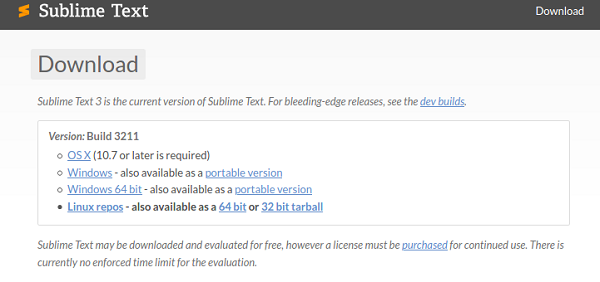 Sublime Text
Download
Download
Sublime Text 3 is the current version of Sublime Text. For bleeding-edge releases, see the dev builds.
Version: Build 3211
OS X (10.7 or later is required)
Windows - also available as a portable version
Windows 64 bit - also available as a portable version
Linux repos - also available as a 64 bit or 32 bit tarball
Sublime Text may be downloaded and evaluated for free, however a license must be purchased for continued use. There is
currently no enforced time limit for the evaluation.